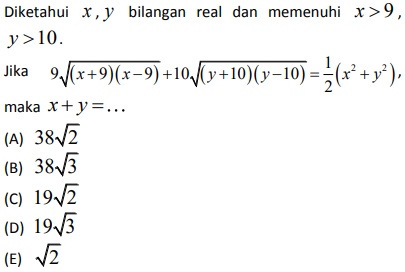 Diketahui x, y bilangan real dan memenuhi x > 9,
y > 10.
Jika 9√((x+9)(x−9)) + 10√((y+10)(y−10)) = 1/2 (x² + y²),
maka x + y = ...
(A) 38√2
(B) 38√3
(C) 19√2
(D) 19√3
(E) √2